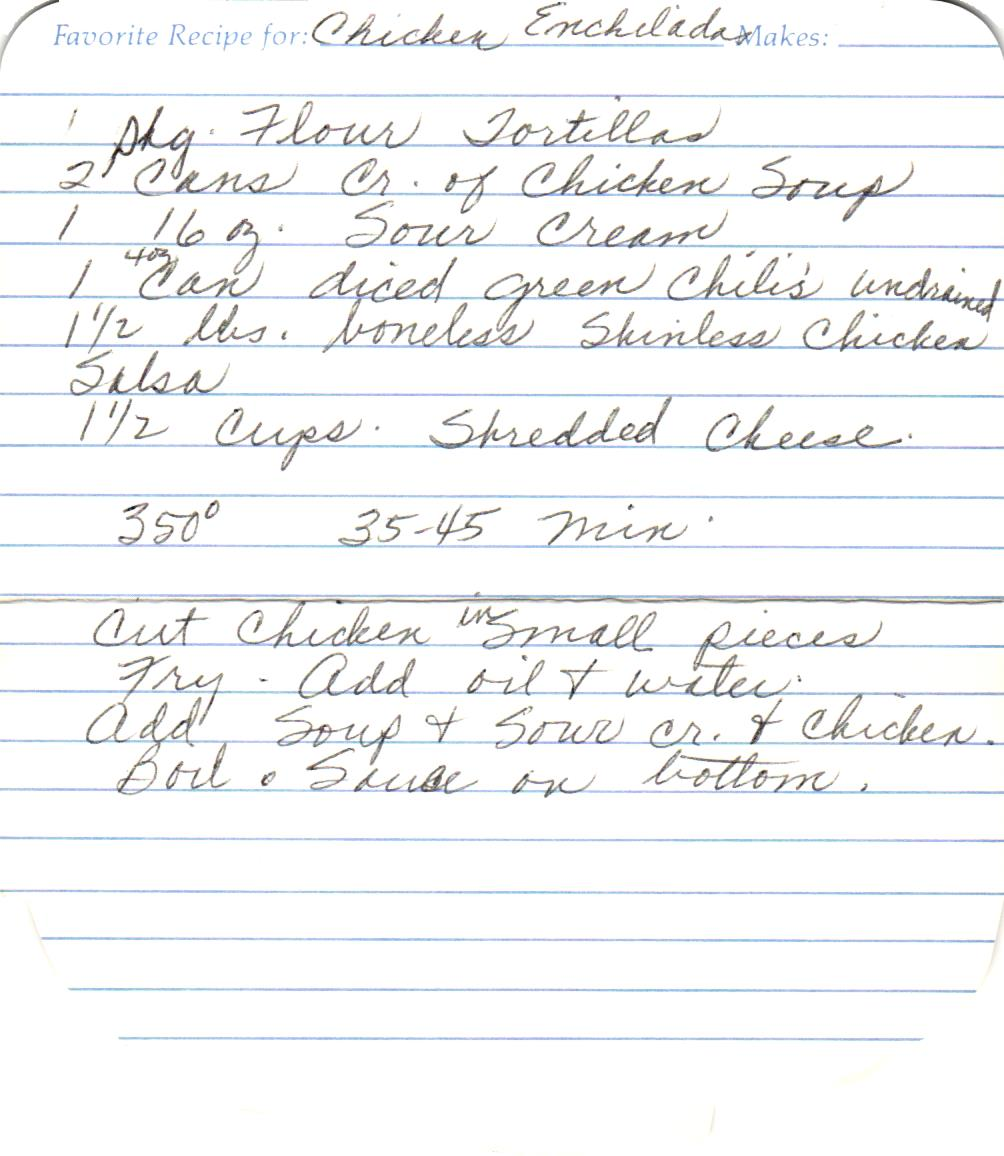 Favorite Recipe for: Chicken Enchiladas Makes:
1 pkg. Flour Tortillas
2 Cans Cr. of Chicken Soup
1 16 oz. Sour Cream
1 4oz Can diced green Chili's undrained
1 1/2 lbs. boneless Skinless Chicken
Salsa
1 1/2 Cups. Shredded Cheese.
350° 35-45 Min.
Cut Chicken in Small pieces
Fry - Add oil & water.
Add Soup & Sour cr. & Chicken.
Boil. Sauce on bottom.